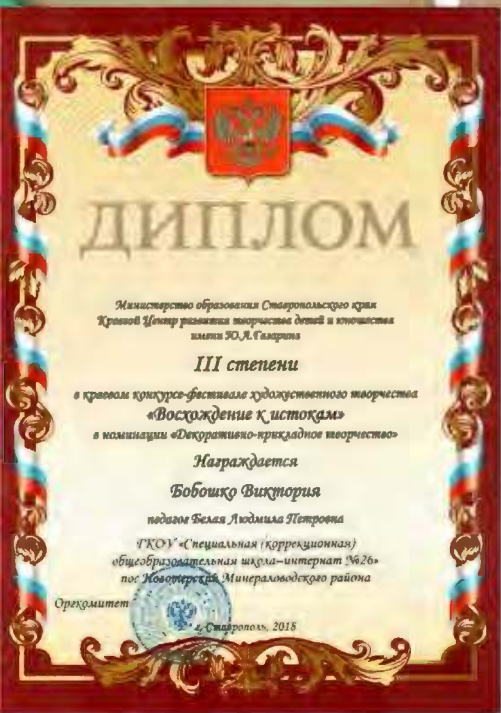 ДИПЛОМ
Министерство образования Ставропольского края
Краевой Центр развития творчества детей и юношества
имени Ю.А.Гагарина
III степени
в краевом конкурсе-фестивале художественного творчества
«Восхождение к истокам»
в номинации «Декоративно-прикладное творчество»
Награждается
Бобошко Виктория
педагог Белая Людмила Петровна
ГКОУ «Специальная (коррекционная)
общеобразовательная школа–интернат №26»
пос Новотерский Минераловодского района
Оргкомитет
г. Ставрополь, 2018